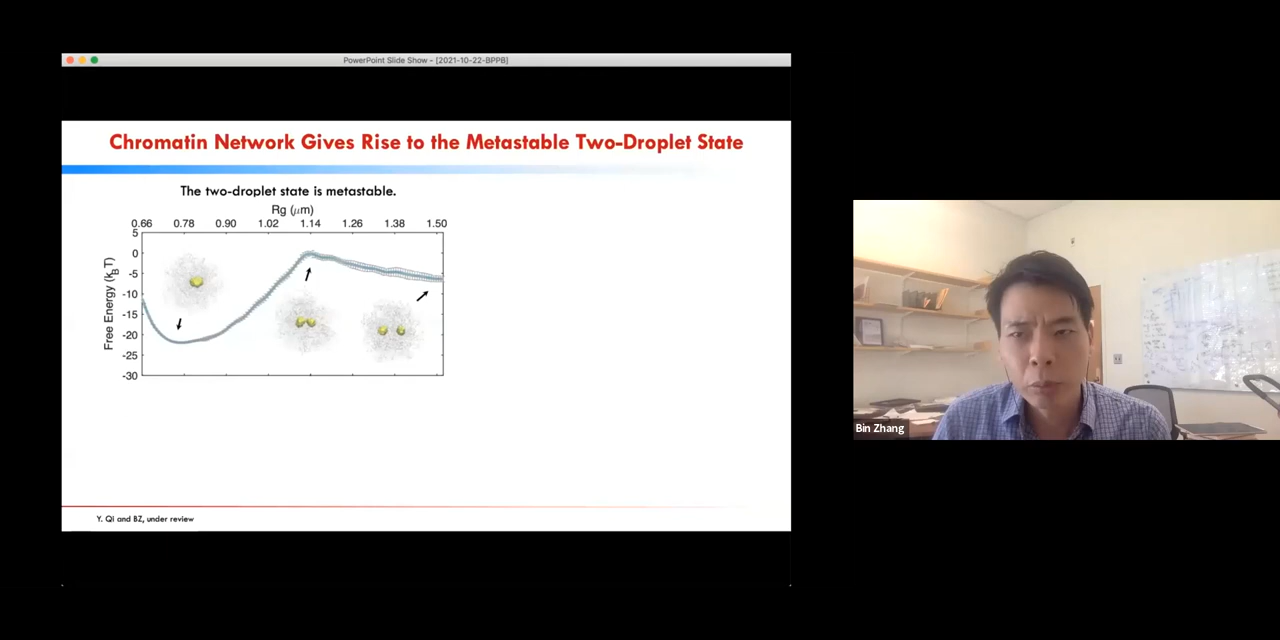 PowerPoint Slide Show - [2021-10-22-BPPB]
Chromatin Network Gives Rise to the Metastable Two-Droplet State
The two-droplet state is metastable.
Rg (μm)
0.66 0.78 0.90 1.02 1.14 1.26 1.38 1.50
Free Energy (kBT)
5
0
-5
-10
-15
-20
-25
-30
Y. Qi and BZ, under review
Bin Zhang